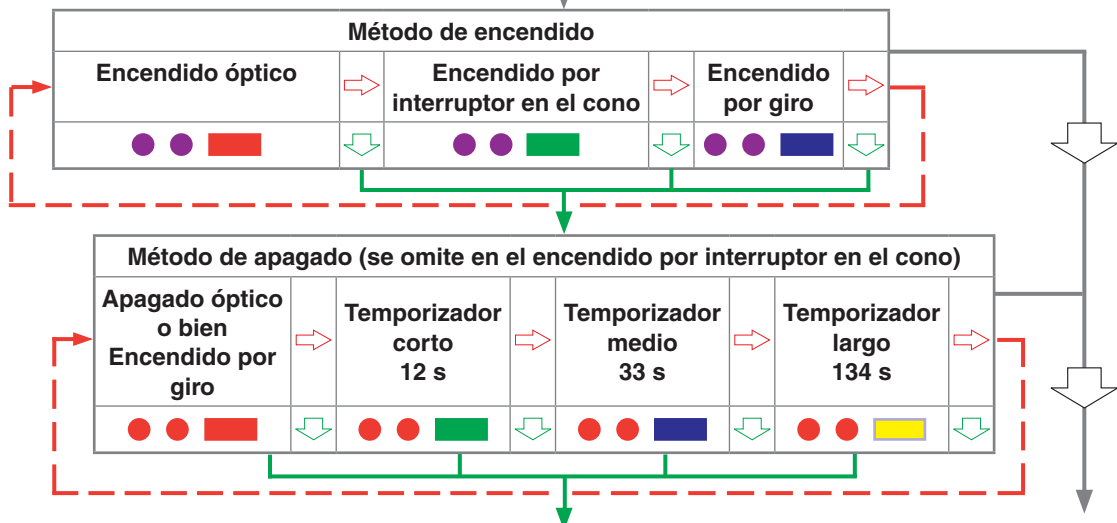 Método de encendido
Encendido óptico
Encendido por
interruptor en el cono
Encendido
por giro
Método de apagado (se omite en el encendido por interruptor en el cono)
Apagado óptico
o bien
Encendido por
giro
Temporizador
corto
12 s
Temporizador
medio
33 s
Temporizador
largo
134 s